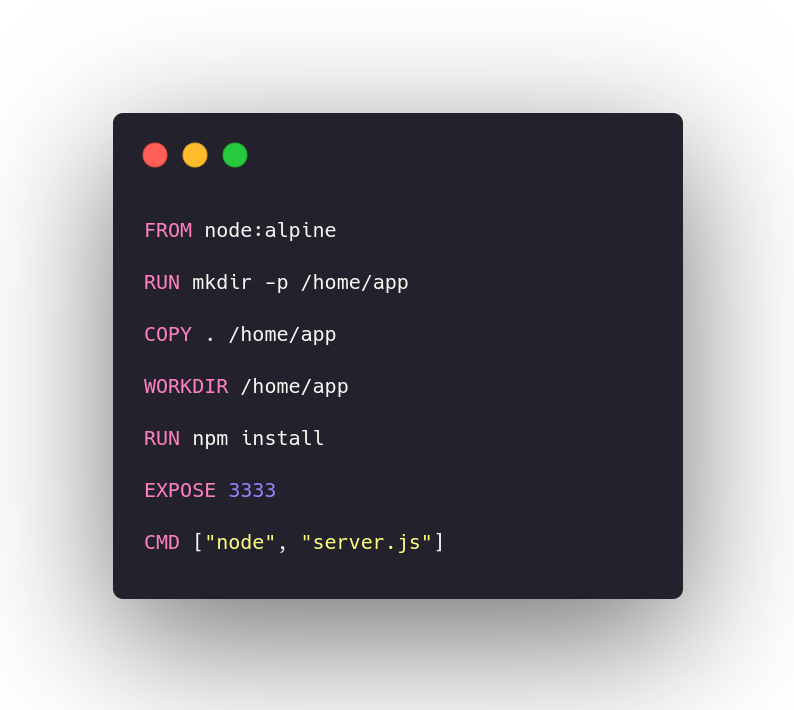 FROM node:alpine
RUN mkdir -p /home/app
COPY . /home/app
WORKDIR /home/app
RUN npm install
EXPOSE 3333
CMD ["node", "server.js"]